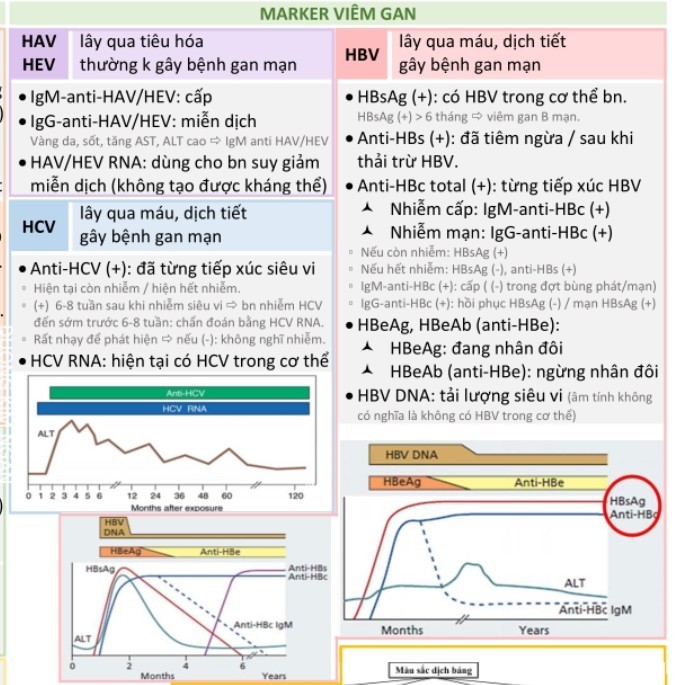 MARKER VIÊM GAN
HAV
HEV
lây qua tiêu hóa
thường k gây bệnh gan mạn
• IgM-anti-HAV/HEV: cấp
• IgG-anti-HAV/HEV: miễn dịch
Vàng da, sốt, tăng AST, ALT cao ⇨ IgM anti HAV/HEV
• HAV/HEV RNA: dùng cho bn suy giảm
miễn dịch (không tạo được kháng thể)
HCV
lây qua máu, dịch tiết
gây bệnh gan mạn
• Anti-HCV (+): đã từng tiếp xúc siêu vi
▫ Hiện tại còn nhiễm / hiện hết nhiễm.
▫ (+) 6-8 tuần sau khi nhiễm siêu vi ⇨ bn nhiễm HCV
đến sớm trước 6-8 tuần: chẩn đoán bằng HCV RNA.
▫ Rất nhạy để phát hiện ⇨ nếu (-): không nghĩ nhiễm.
• HCV RNA: hiện tại có HCV trong cơ thể
Anti-HCV
HCV RNA
ALT
0 1 2 3 4 5 6 12 24 36 48 60 120
Months after exposure
HBV
DNA
HBeAg
Anti-HBe
HBsAg
Anti-HBs
Anti-HBc
Anti-HBc IgM
ALT
0 2 4 6
Months Years
HBV
lây qua máu, dịch tiết
gây bệnh gan mạn
• HBsAg (+): có HBV trong cơ thể bn.
HBsAg (+) > 6 tháng ⇨ viêm gan B mạn.
• Anti-HBs (+): đã tiêm ngừa / sau khi
thải trừ HBV.
• Anti-HBc total (+): từng tiếp xúc HBV
⅄ Nhiễm cấp: IgM-anti-HBc (+)
⅄ Nhiễm mạn: IgG-anti-HBc (+)
▫ Nếu còn nhiễm: HBsAg (+)
▫ Nếu hết nhiễm: HBsAg (-), anti-HBs (+)
▫ IgM-anti-HBc (+): cấp ( (-) trong đợt bùng phát/mạn)
▫ IgG-anti-HBc (+): hồi phục HBsAg (-) / mạn HBsAg (+)
• HBeAg, HBeAb (anti-HBe):
⅄ HBeAg: đang nhân đôi
⅄ HBeAb (anti-HBe): ngừng nhân đôi
• HBV DNA: tải lượng siêu vi (âm tính không
có nghĩa là không có HBV trong cơ thể)
HBV DNA
HBeAg
Anti-HBe
HBsAg
Anti-HBc
ALT
Anti-HBc IgM
Months Years
Màu sắc dịch báng